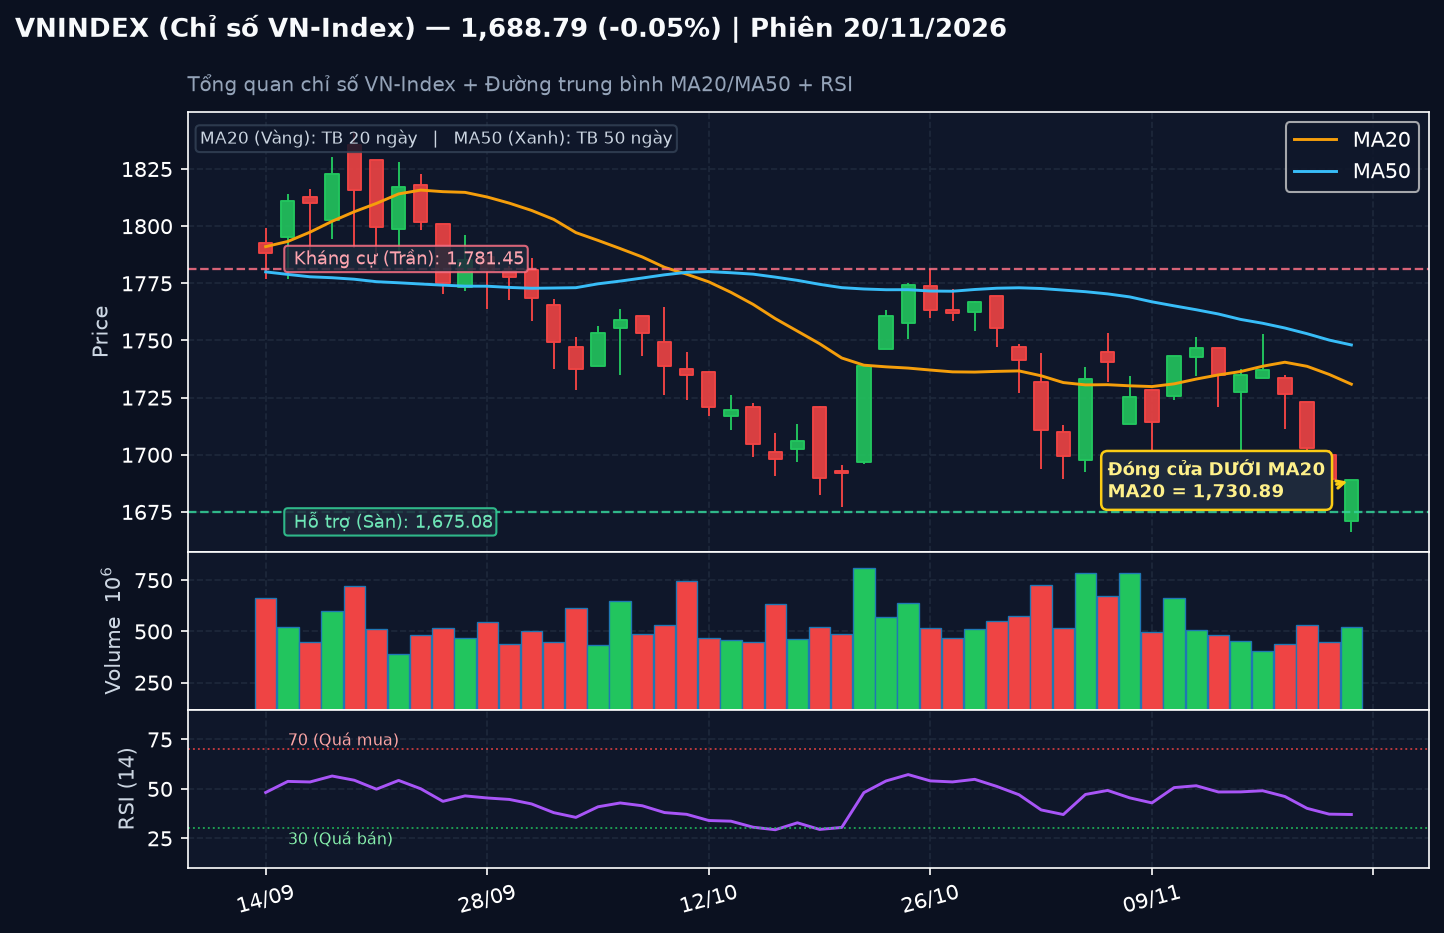 VNINDEX (Chỉ số VN-Index) — 1,688.79 (-0.05%) | Phiên 20/11/2026
Tổng quan chỉ số VN-Index + Đường trung bình MA20/MA50 + RSI
MA20 (Vàng): TB 20 ngày | MA50 (Xanh): TB 50 ngày
MA20
MA50
Price
1825
1800
1775
1750
1725
1700
1675
Kháng cự (Trần): 1,781.45
Đóng cửa DƯỚI MA20
MA20 = 1,730.89
Hỗ trợ (Sàn): 1,675.08
Volume 10⁶
750
500
250
RSI (14)
75
50
25
70 (Quá mua)
30 (Quá bán)
14/09
28/09
12/10
26/10
09/11